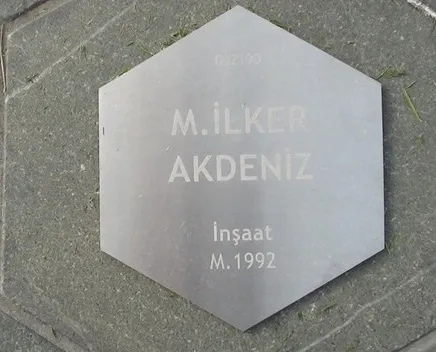 M.İLKER
AKDENİZ
İnşaat
M.1992